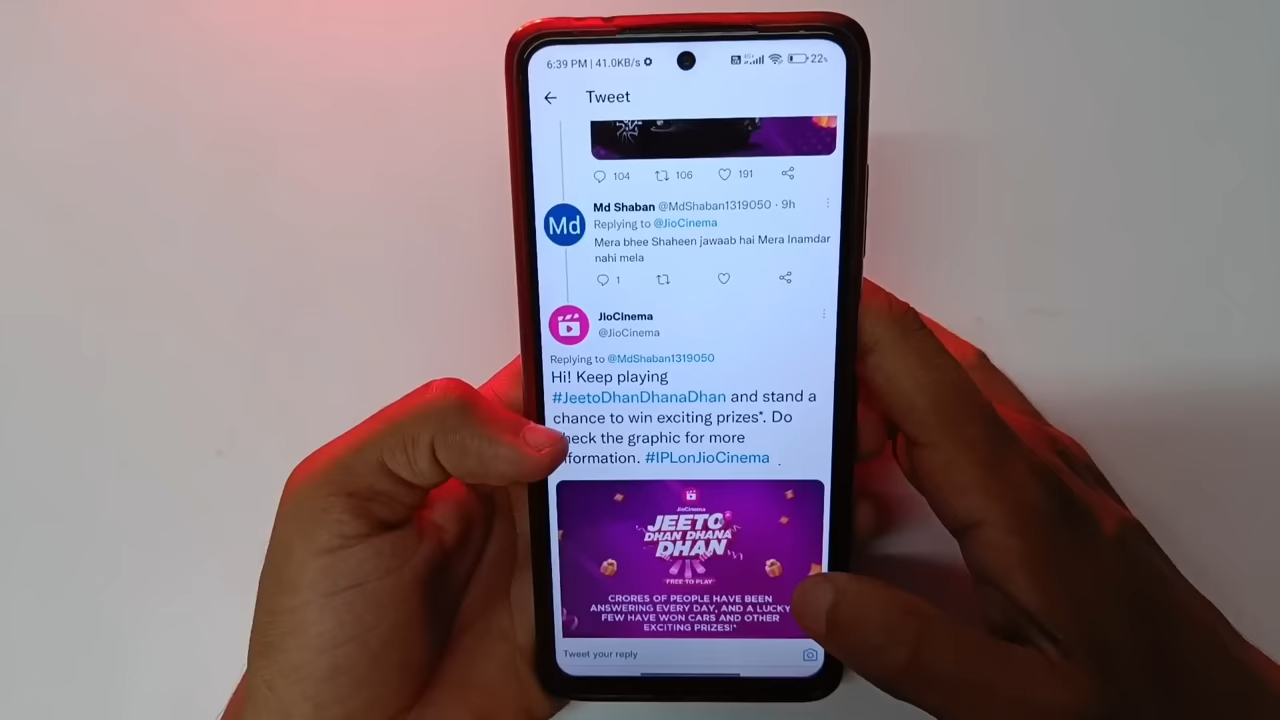 6:39 PM | 41.0KB/s
22%
Tweet
104 106 191
Md Shaban @MdShaban1319050 · 9h
Md
Replying to @JioCinema
Mera bhee Shaheen jawaab hai Mera Inamdar
nahi mela
1
JioCinema
@JioCinema
Replying to @MdShaban1319050
Hi! Keep playing
#JeetoDhanDhanaDhan and stand a
chance to win exciting prizes*. Do
heck the graphic for more
formation. #IPLonJioCinema
JioCinema
JEETO
DHAN DHANA
DHAN
FREE TO PLAY
CRORES OF PEOPLE HAVE BEEN
ANSWERING EVERY DAY, AND A LUCKY
FEW HAVE WON CARS AND OTHER
EXCITING PRIZES!*
Tweet your reply